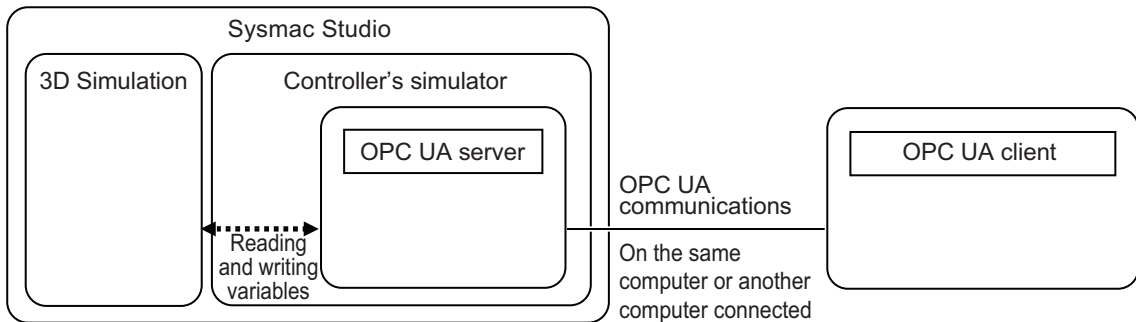 Sysmac Studio
3D Simulation
Controller's simulator
OPC UA server
OPC UA client
OPC UA
communications
Reading
and writing
variables
On the same
computer or another
computer connected